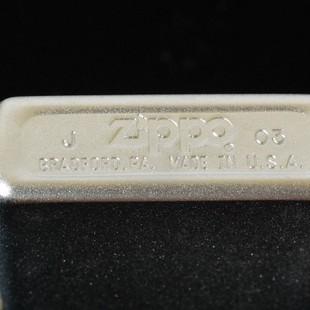 J Zippo 03
BRADFORD, PA. MADE IN U.S.A.